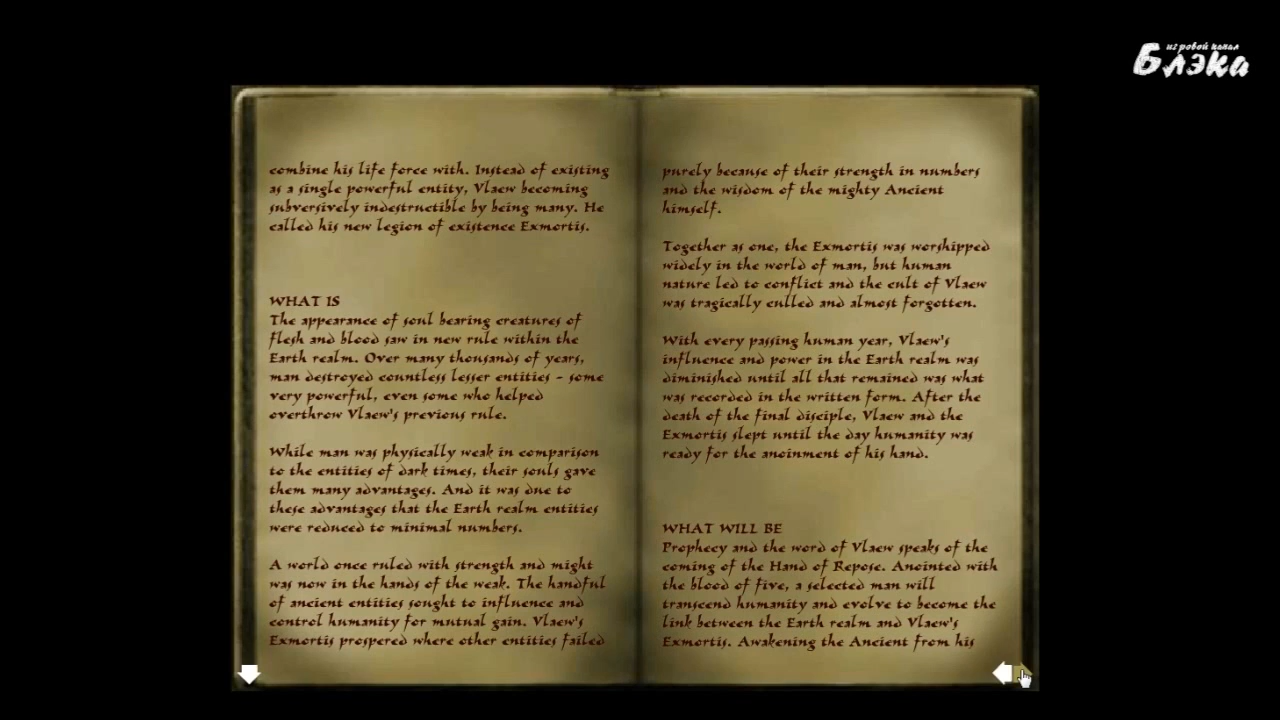 игровой канал
Блэка
combine his life force with. Instead of existing
as a single powerful entity, Vlaew becoming
subversively indestructible by being many. He
called his new legion of existence Exmortis.
WHAT IS
The appearance of soul bearing creatures of
flesh and blood saw in new rule within the
Earth realm. Over many thousands of years,
man destroyed countless lesser entities - some
very powerful, even some who helped
overthrow Vlaew's previous rule.
While man was physically weak in comparison
to the entities of dark times, their souls gave
them many advantages. And it was due to
these advantages that the Earth realm entities
were reduced to minimal numbers.
A world once ruled with strength and might
was now in the hands of the weak. The handful
of ancient entities sought to influence and
control humanity for mutual gain. Vlaew's
Exmortis prospered where other entities failed
purely because of their strength in numbers
and the wisdom of the mighty Ancient
himself.
Together as one, the Exmortis was worshipped
widely in the world of man, but human
nature led to conflict and the cult of Vlaew
was tragically culled and almost forgotten.
With every passing human year, Vlaew's
influence and power in the Earth realm was
diminished until all that remained was what
was recorded in the written form. After the
death of the final disciple, Vlaew and the
Exmortis slept until the day humanity was
ready for the anoinment of his hand.
WHAT WILL BE
Prophecy and the word of Vlaew speaks of the
coming of the Hand of Repose. Anointed with
the blood of five, a selected man will
transcend humanity and evolve to become the
link between the Earth realm and Vlaew's
Exmortis. Awakening the Ancient from his